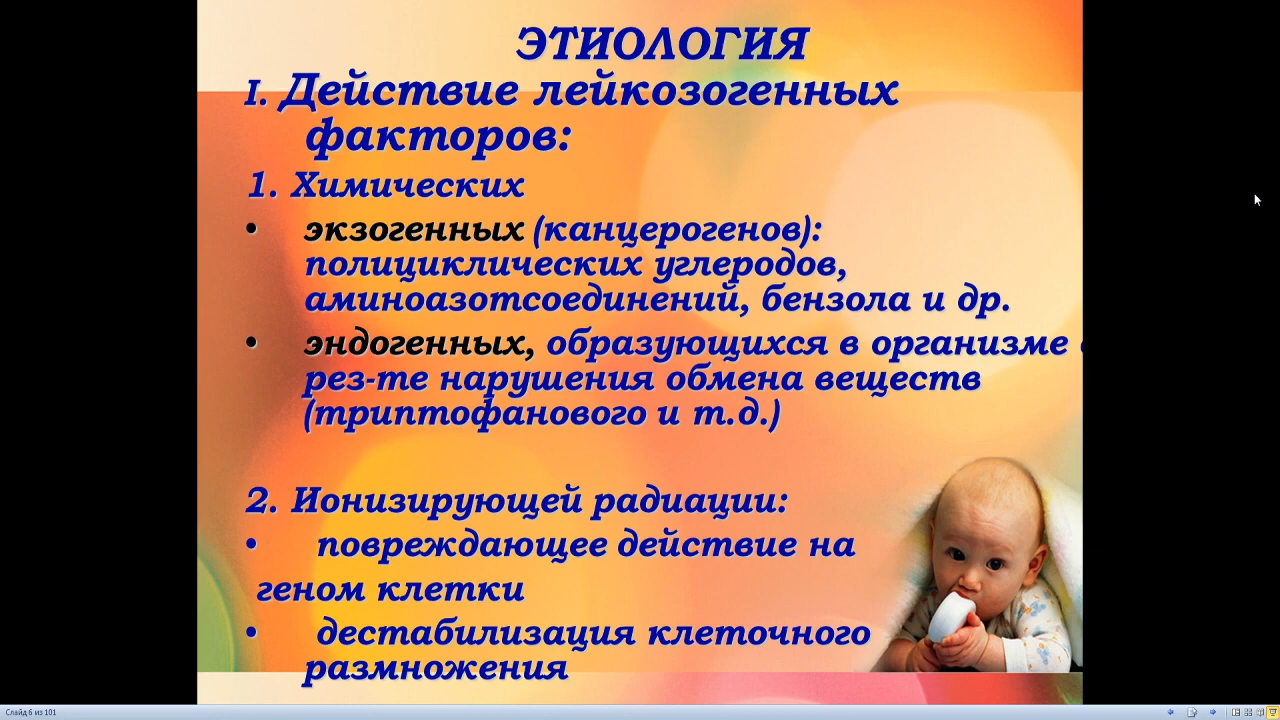 ЭТИОЛОГИЯ
I. Действие лейкозогенных
факторов:
1. Химических
• экзогенных (канцерогенов):
полициклических углеродов,
аминоазотсоединений, бензола и др.
• эндогенных, образующихся в организме
рез-те нарушения обмена веществ
(триптофанового и т.д.)
2. Ионизирующей радиации:
• повреждающее действие на
геном клетки
• дестабилизация клеточного
размножения
Слайд 6 из 101